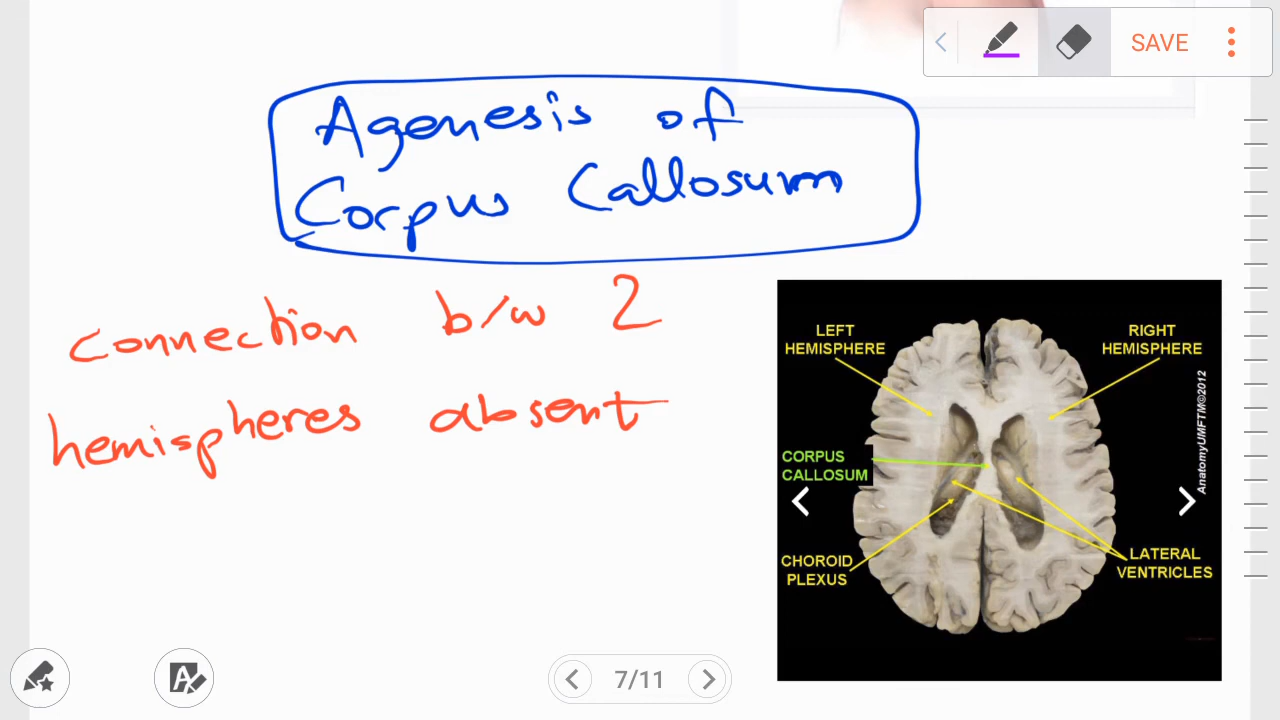 SAVE
Agenesis of
Corpus Callosum
Connection b/w 2
hemispheres absent
LEFT
HEMISPHERE
RIGHT
HEMISPHERE
CORPUS
CALLOSUM
CHOROID
PLEXUS
LATERAL
VENTRICLES
AnatomyUMFTM©2012
7/11